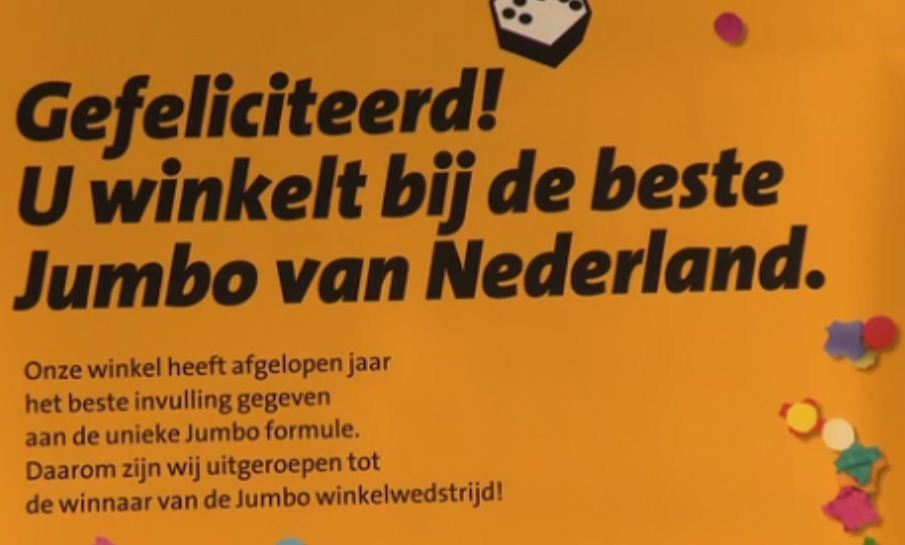 Gefeliciteerd!
U winkelt bij de beste
Jumbo van Nederland.
Onze winkel heeft afgelopen jaar
het beste invulling gegeven
aan de unieke Jumbo formule.
Daarom zijn wij uitgeroepen tot
de winnaar van de Jumbo winkelwedstrijd!